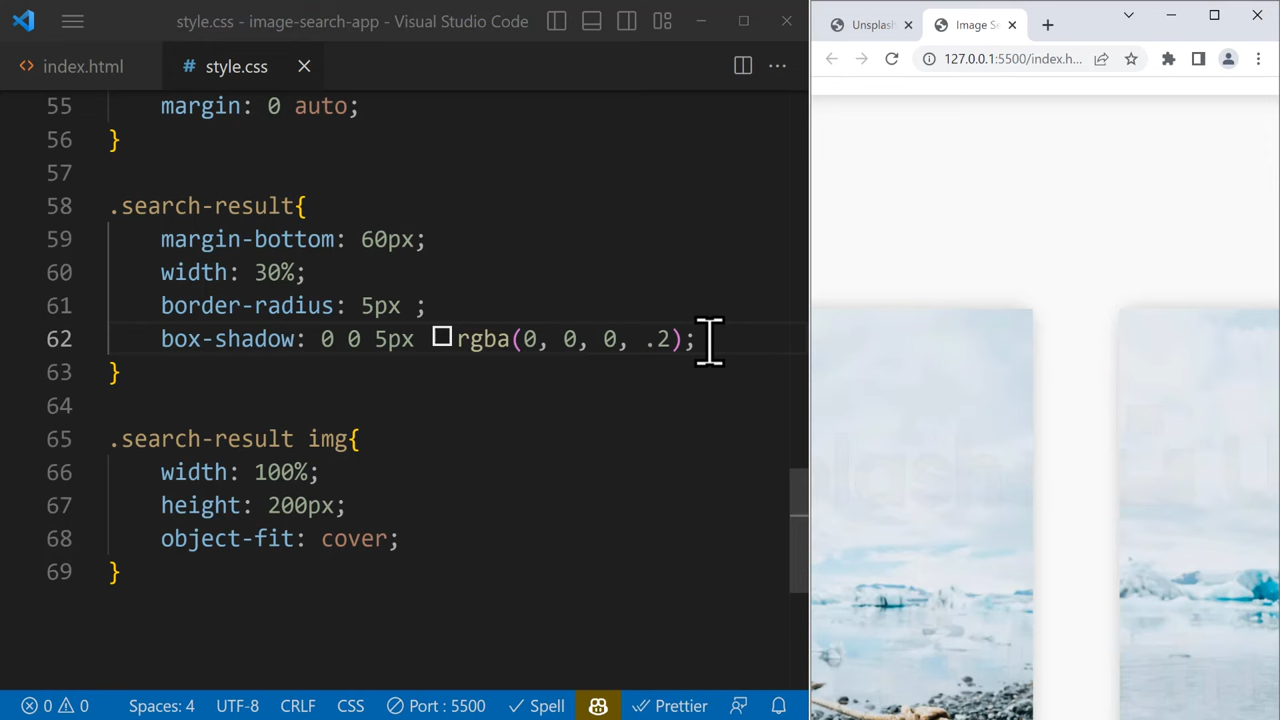 style.css - image-search-app - Visual Studio Code
index.html
# style.css
55 margin: 0 auto;
56 }
57
58 .search-result{
59 margin-bottom: 60px;
60 width: 30%;
61 border-radius: 5px ;
62 box-shadow: 0 0 5px rgba(0, 0, 0, .2);
63 }
64
65 .search-result img{
66 width: 100%;
67 height: 200px;
68 object-fit: cover;
69 }
0 0 Spaces: 4 UTF-8 CRLF CSS Port : 5500 Spell Prettier
Unsplash Image Se
127.0.0.1:5500/index.h...